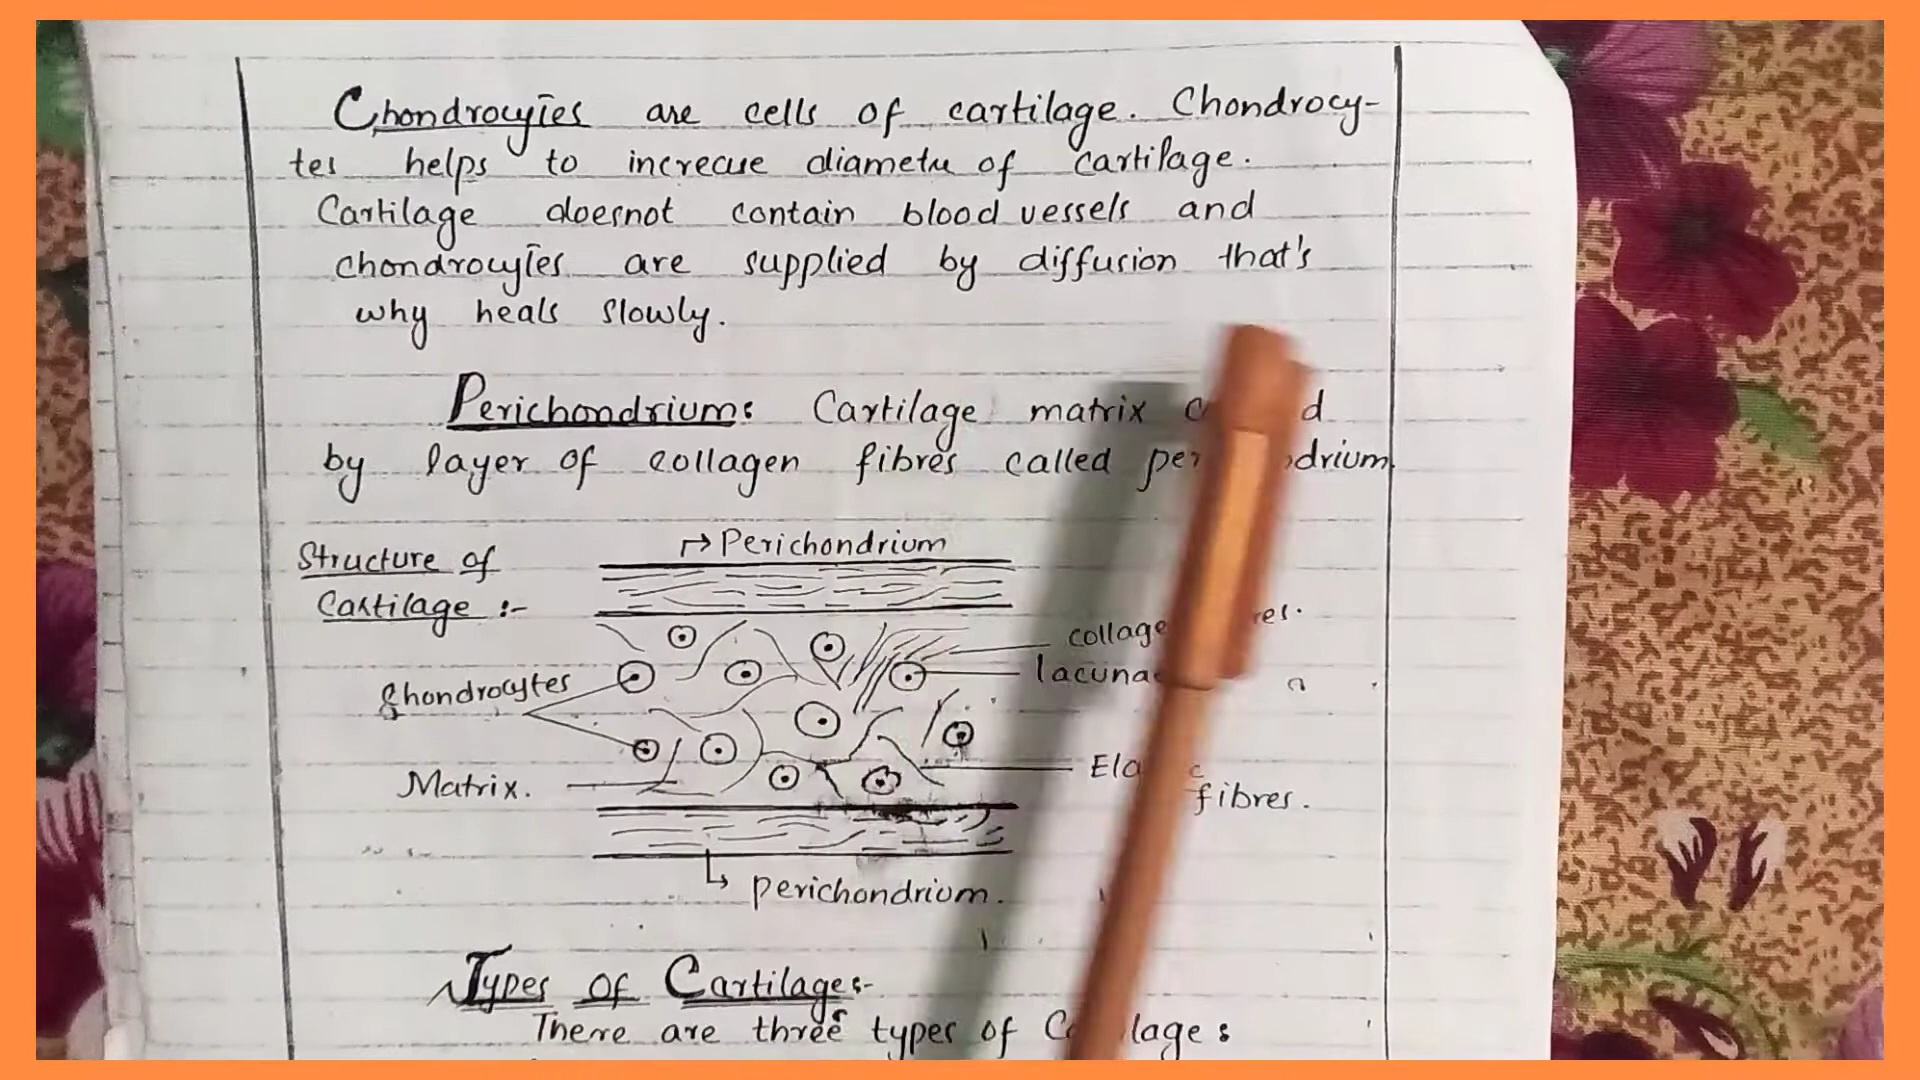 Chondrocytes are cells of cartilage. Chondrocy-
tes helps to increase diameter of cartilage.
Cartilage doesnot contain blood vessels and
chondrocytes are supplied by diffusion that's
why heals slowly.
Perichondrium: Cartilage matrix
by layer of collagen fibres called
Structure of
Cartilage :-
↦ Perichondrium
Chondrocytes
Matrix.
fibres.
↳ perichondrium.
Types of Cartilage:-
There are three types of